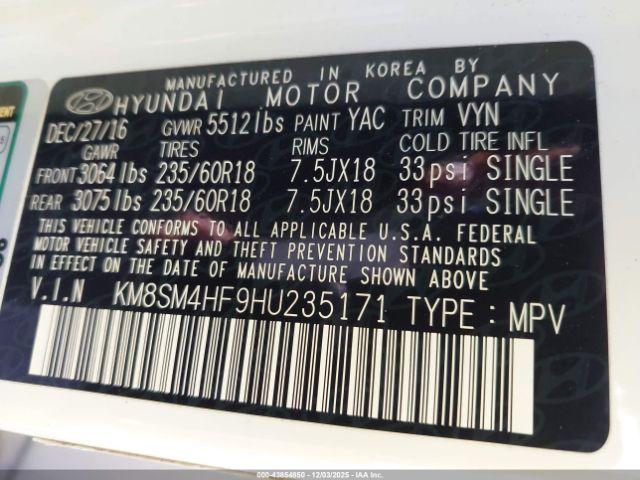 MANUFACTURED IN KOREA BY
HYUNDAI MOTOR COMPANY
DEC/27/16 GVWR 5512lbs PAINT YAC TRIM VYN
GAWR TIRES RIMS COLD TIRE INFL
FRONT 3064lbs 235/60R18 7.5JX18 33psi SINGLE
REAR 3075lbs 235/60R18 7.5JX18 33psi SINGLE
THIS VEHICLE CONFORMS TO ALL APPLICABLE U.S.A. FEDERAL
MOTOR VEHICLE SAFETY AND THEFT PREVENTION STANDARDS
IN EFFECT ON THE DATE OF MANUFACTURE SHOWN ABOVE
V.I.N KM8SM4HF9HU235171 TYPE : MPV
000-43854650 12/03/2025 - Copyright IAA, LLC